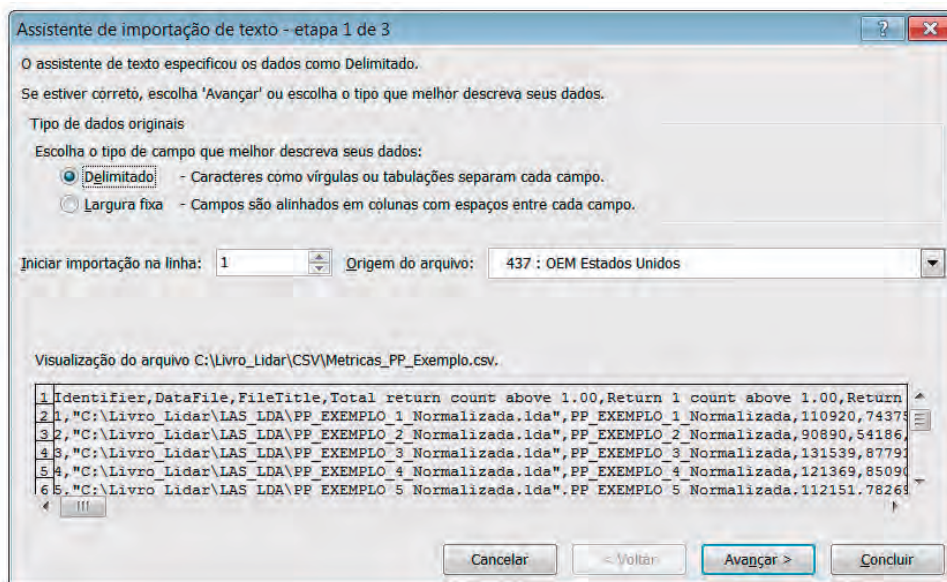 Assistente de importação de texto - etapa 1 de 3
O assistente de texto especificou os dados como Delimitado.
Se estiver correto, escolha 'Avançar' ou escolha o tipo que melhor descreva seus dados.
Tipo de dados originais
Escolha o tipo de campo que melhor descreva seus dados:
Delimitado - Caracteres como vírgulas ou tabulações separam cada campo.
Largura fixa - Campos são alinhados em colunas com espaços entre cada campo.
Iniciar importação na linha: 1 Origem do arquivo: 437 : OEM Estados Unidos
Visualização do arquivo C:\Livro_Lidar\CSV\Metricas_PP_Exemplo.csv.
1 Identifier,DataFile,FileTitle,Total return count above 1.00,Return 1 count above 1.00,Return
2 1,"C:\Livro_Lidar\LAS_LDA\PP_EXEMPLO_1_Normalizada.lda",PP_EXEMPLO_1_Normalizada,110920,74375
3 2,"C:\Livro_Lidar\LAS_LDA\PP_EXEMPLO_2_Normalizada.lda",PP_EXEMPLO_2_Normalizada,90890,54186,
4 3,"C:\Livro_Lidar\LAS_LDA\PP_EXEMPLO_3_Normalizada.lda",PP_EXEMPLO_3_Normalizada,131539,87791
5 4,"C:\Livro_Lidar\LAS_LDA\PP_EXEMPLO_4_Normalizada.lda",PP_EXEMPLO_4_Normalizada,121369,85090
6 5,"C:\Livro_Lidar\LAS_LDA\PP_EXEMPLO_5_Normalizada.lda",PP_EXEMPLO_5_Normalizada,112151,78269
Cancelar < Voltar Avançar > Concluir